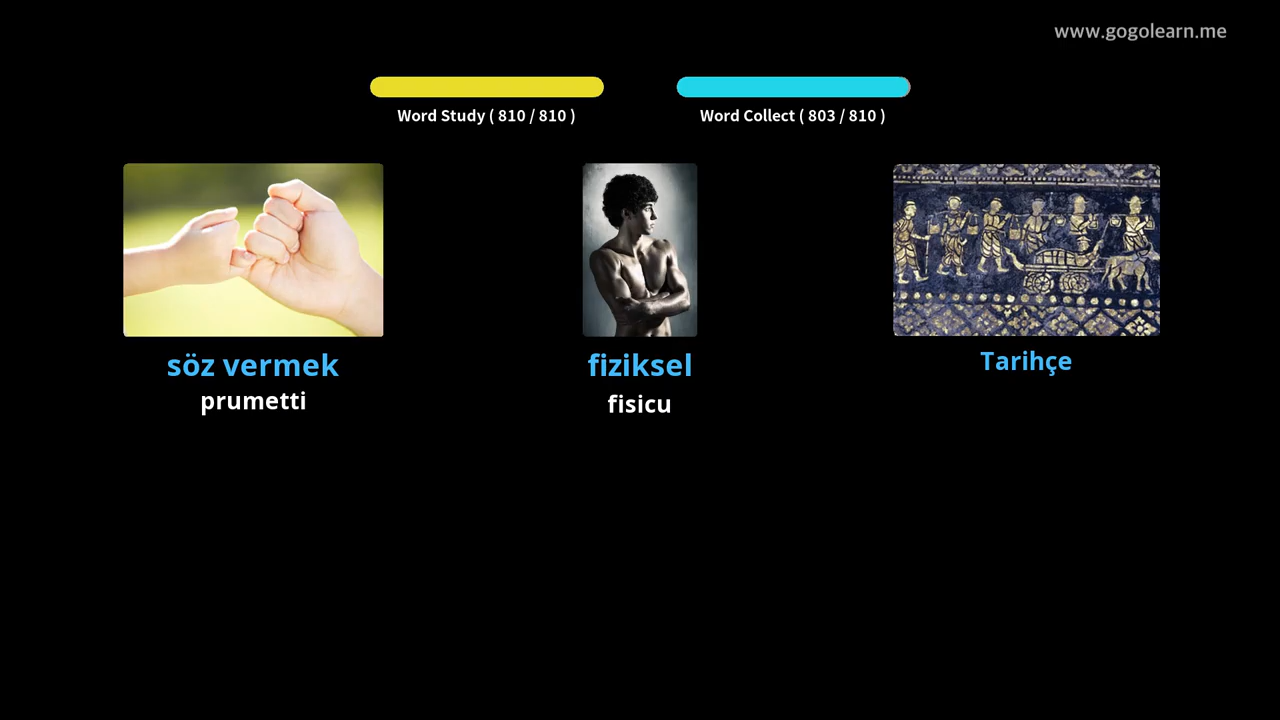 www.gogolearn.me
Word Study ( 810 / 810 )
Word Collect ( 803 / 810 )
söz vermek
prumetti
fiziksel
fisicu
Tarihçe